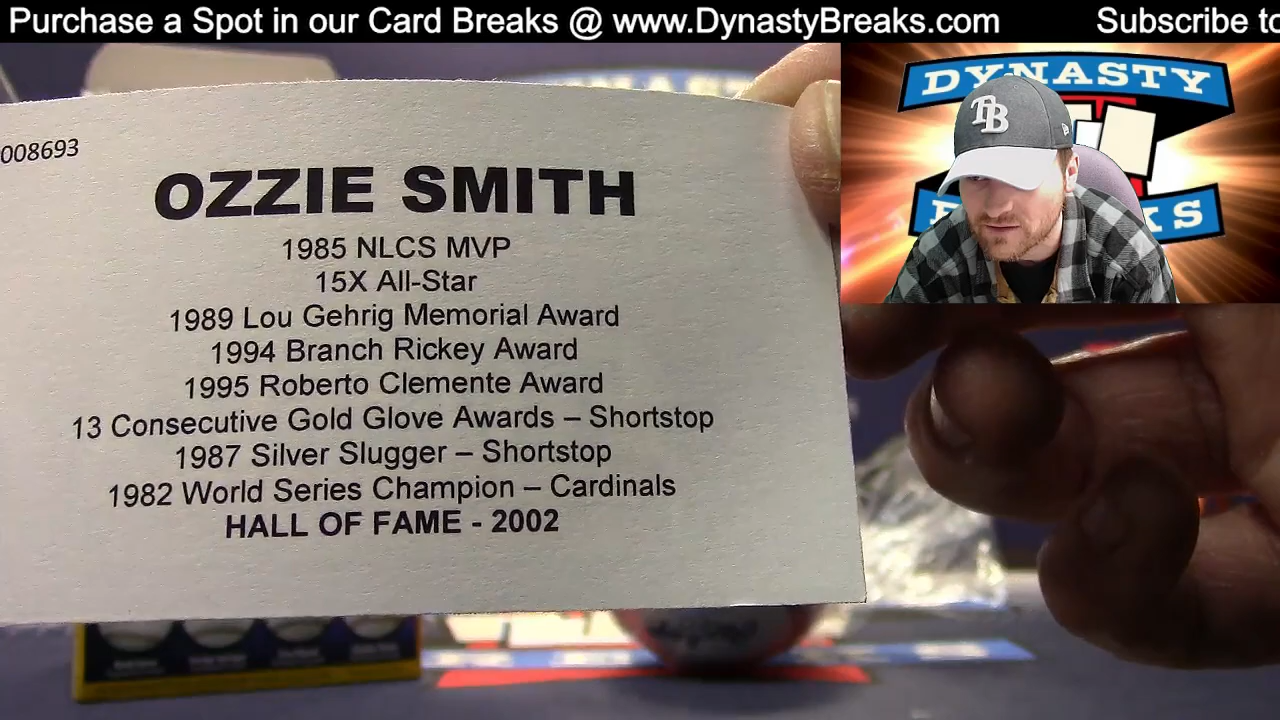 Purchase a Spot in our Card Breaks @ www.DynastyBreaks.com Subscribe to
DYNASTY
TB
KS
008693
OZZIE SMITH
1985 NLCS MVP
15X All-Star
1989 Lou Gehrig Memorial Award
1994 Branch Rickey Award
1995 Roberto Clemente Award
13 Consecutive Gold Glove Awards – Shortstop
1987 Silver Slugger – Shortstop
1982 World Series Champion – Cardinals
HALL OF FAME - 2002